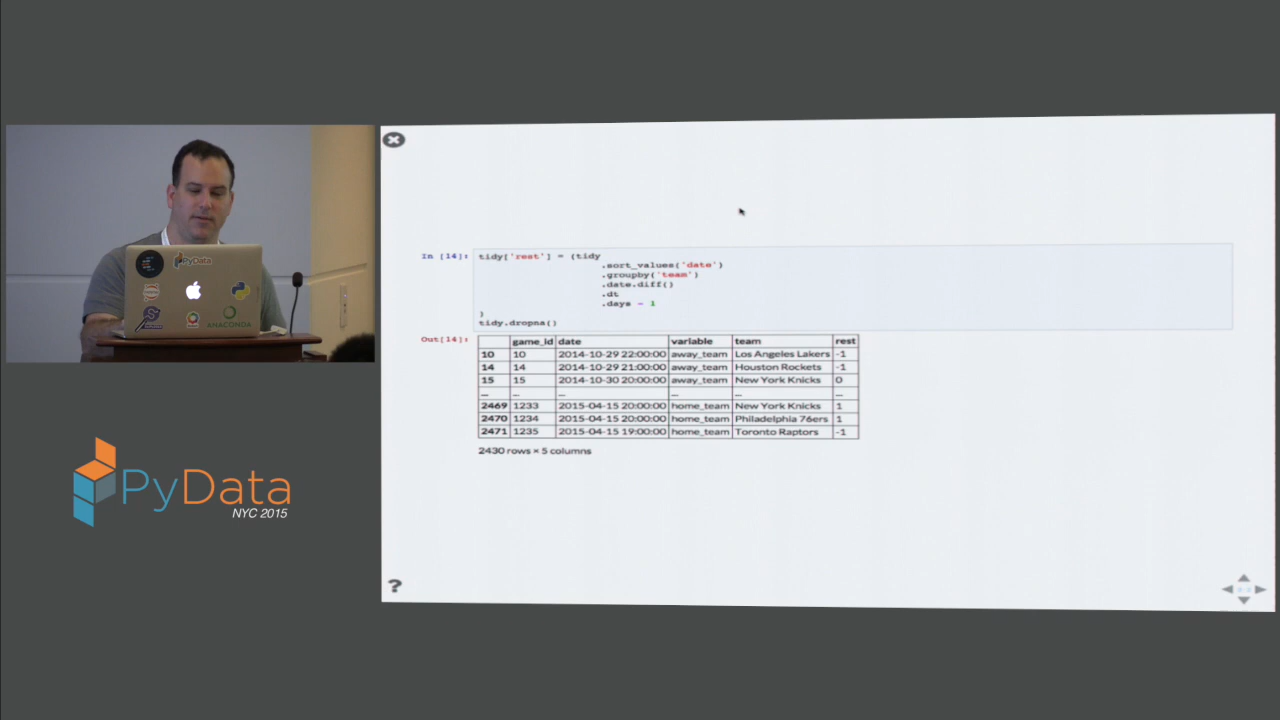 PyData
ANACONDA
PyData
NYC 2015
In [14]: tidy['rest'] = (tidy
.sort_values('date')
.groupby('team')
.date.diff()
.dt
.days - 1
)
tidy.dropna()
Out[14]:
game_id date variable team rest
10 10 2014-10-29 22:00:00 away_team Los Angeles Lakers -1
14 14 2014-10-29 21:00:00 away_team Houston Rockets -1
15 15 2014-10-30 20:00:00 away_team New York Knicks 0
... ... ... ... ... ...
2469 1233 2015-04-15 20:00:00 home_team New York Knicks 1
2470 1234 2015-04-15 20:00:00 home_team Philadelphia 76ers 1
2471 1235 2015-04-15 19:00:00 home_team Toronto Raptors -1
2430 rows × 5 columns
?